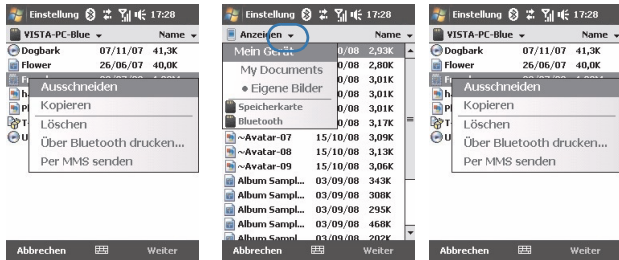 Einstellung 17:28
VISTA-PC-Blue Name
Dogbark 07/11/07 41,3K
Flower 26/06/07 40,0K
Ausschneiden
Kopieren
Löschen
Über Bluetooth drucken...
Per MMS senden
Abbrechen Weiter
Einstellung 17:28
Anzeigen Name
Mein Gerät 0/08 2,93K
My Documents 0/08 2,80K
• Eigene Bilder 0/08 3,01K
Speicherkarte 0/08 3,01K
Bluetooth 0/08 3,17K
~Avatar-07 15/10/08 3,09K
~Avatar-08 15/10/08 3,13K
~Avatar-09 15/10/08 3,06K
Album Sampl... 03/09/08 343K
Album Sampl... 03/09/08 308K
Album Sampl... 03/09/08 295K
Album Sampl... 03/09/08 468K
Album Sampl... 03/09/08 202K
Abbrechen Weiter
Einstellung 17:28
VISTA-PC-Blue Name
Dogbark 07/11/07 41,3K
Flower 26/06/07 40,0K
Ausschneiden
Kopieren
Löschen
Über Bluetooth drucken...
Per MMS senden
Abbrechen Weiter